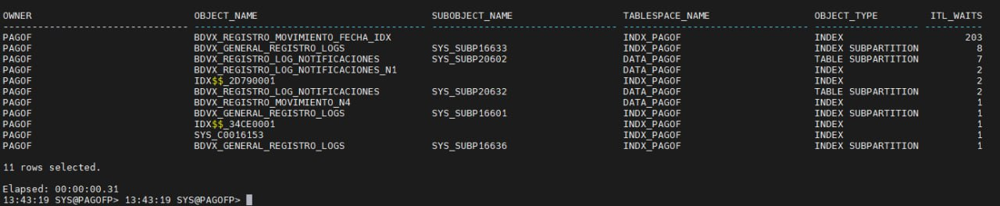 OWNER OBJECT_NAME SUBOBJECT_NAME TABLESPACE_NAME OBJECT_TYPE ITL_WAITS
-------------------------------- ----------------------------------------- -------------------------------- -------------------------------- ------------------ ----------
PAGOF BDVX_REGISTRO_MOVIMIENTO_FECHA_IDX INDX_PAGOF INDEX 203
PAGOF BDVX_GENERAL_REGISTRO_LOGS SYS_SUBP16633 INDX_PAGOF INDEX SUBPARTITION 8
PAGOF BDVX_REGISTRO_LOG_NOTIFICACIONES SYS_SUBP20602 DATA_PAGOF TABLE SUBPARTITION 7
PAGOF BDVX_REGISTRO_LOG_NOTIFICACIONES_N1 DATA_PAGOF INDEX 2
PAGOF IDX$$_2D790001 INDX_PAGOF INDEX 2
PAGOF BDVX_REGISTRO_LOG_NOTIFICACIONES SYS_SUBP20632 DATA_PAGOF TABLE SUBPARTITION 2
PAGOF BDVX_REGISTRO_MOVIMIENTO_N4 DATA_PAGOF INDEX 1
PAGOF BDVX_GENERAL_REGISTRO_LOGS SYS_SUBP16601 INDX_PAGOF INDEX SUBPARTITION 1
PAGOF IDX$$_34CE0001 INDX_PAGOF INDEX 1
PAGOF SYS_C0016153 INDX_PAGOF INDEX 1
PAGOF BDVX_GENERAL_REGISTRO_LOGS SYS_SUBP16636 INDX_PAGOF INDEX SUBPARTITION 1
11 rows selected.
Elapsed: 00:00:00.31
13:43:19 SYS@PAGOFP> 13:43:19 SYS@PAGOFP>